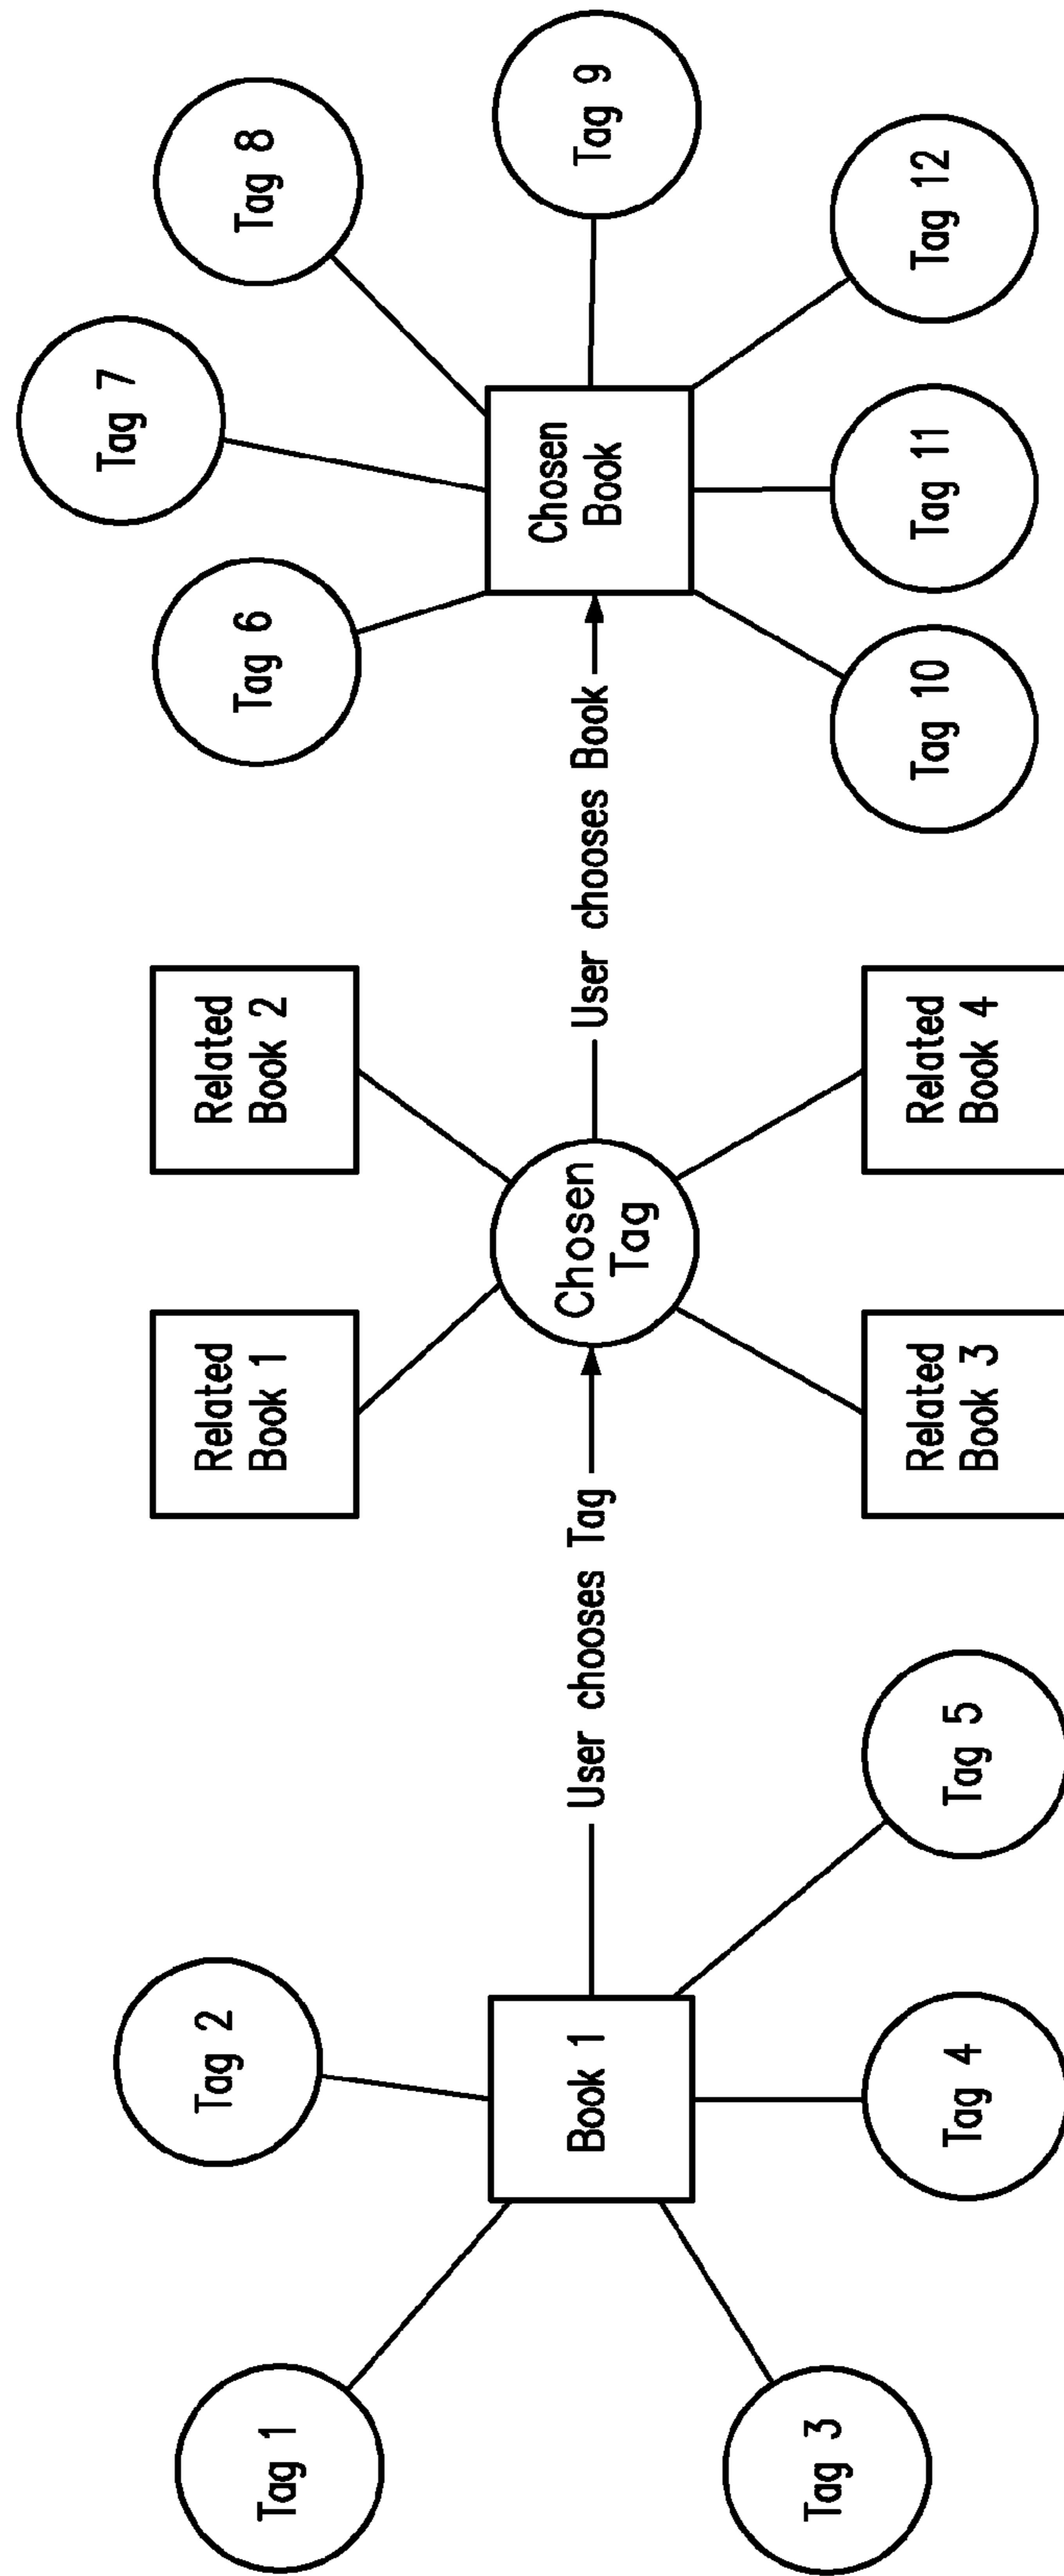 Tag 1
Tag 2
Tag 3
Tag 4
Tag 5
Book 1
User chooses Tag
Related
Book 1
Related
Book 2
Chosen
Tag
Related
Book 3
Related
Book 4
User chooses Book
Tag 6
Tag 7
Tag 8
Tag 9
Chosen
Book
Tag 10
Tag 11
Tag 12